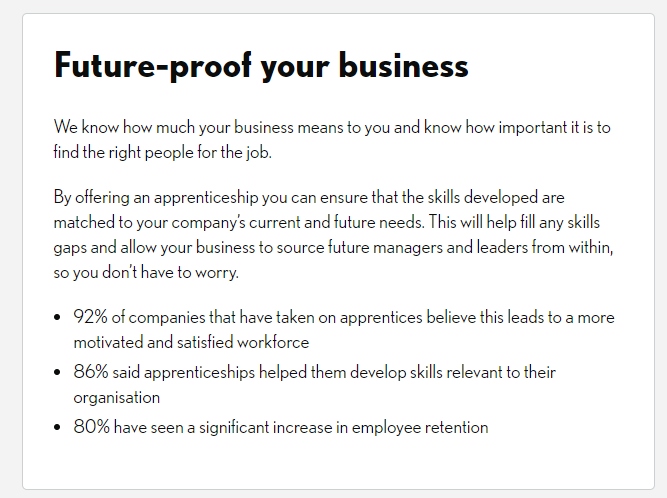 Future-proof your business
We know how much your business means to you and know how important it is to
find the right people for the job.
By offering an apprenticeship you can ensure that the skills developed are
matched to your company's current and future needs. This will help fill any skills
gaps and allow your business to source future managers and leaders from within,
so you don't have to worry.
• 92% of companies that have taken on apprentices believe this leads to a more
motivated and satisfied workforce
• 86% said apprenticeships helped them develop skills relevant to their
organisation
• 80% have seen a significant increase in employee retention